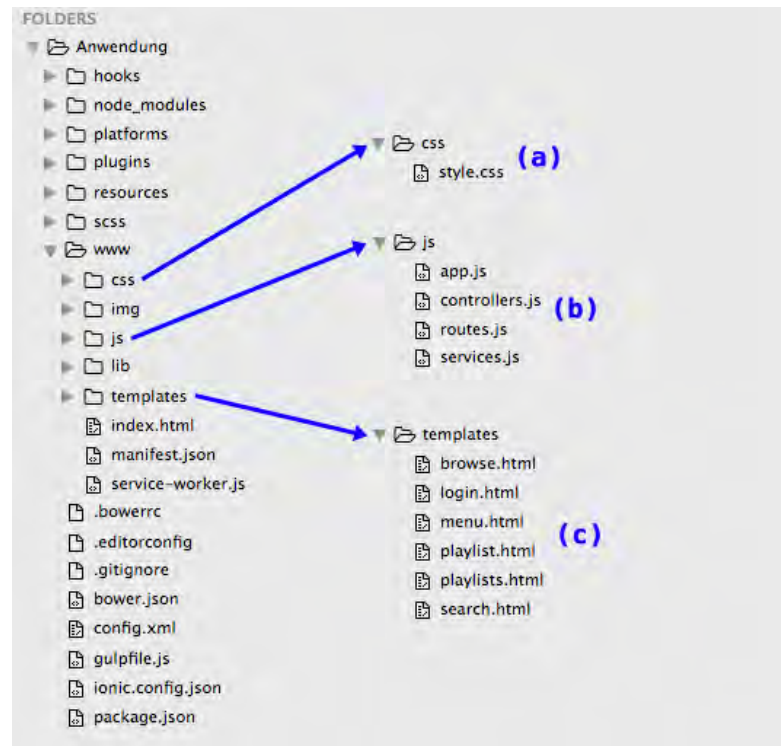 FOLDERS
Anwendung
hooks
node_modules
platforms
plugins
resources
scss
www
css
img
js
lib
templates
index.html
manifest.json
service-worker.js
.bowerrc
.editorconfig
.gitignore
bower.json
config.xml
gulpfile.js
ionic.config.json
package.json
css
style.css
(a)
js
app.js
controllers.js
routes.js
services.js
(b)
templates
browse.html
login.html
menu.html
playlist.html
playlists.html
search.html
(c)